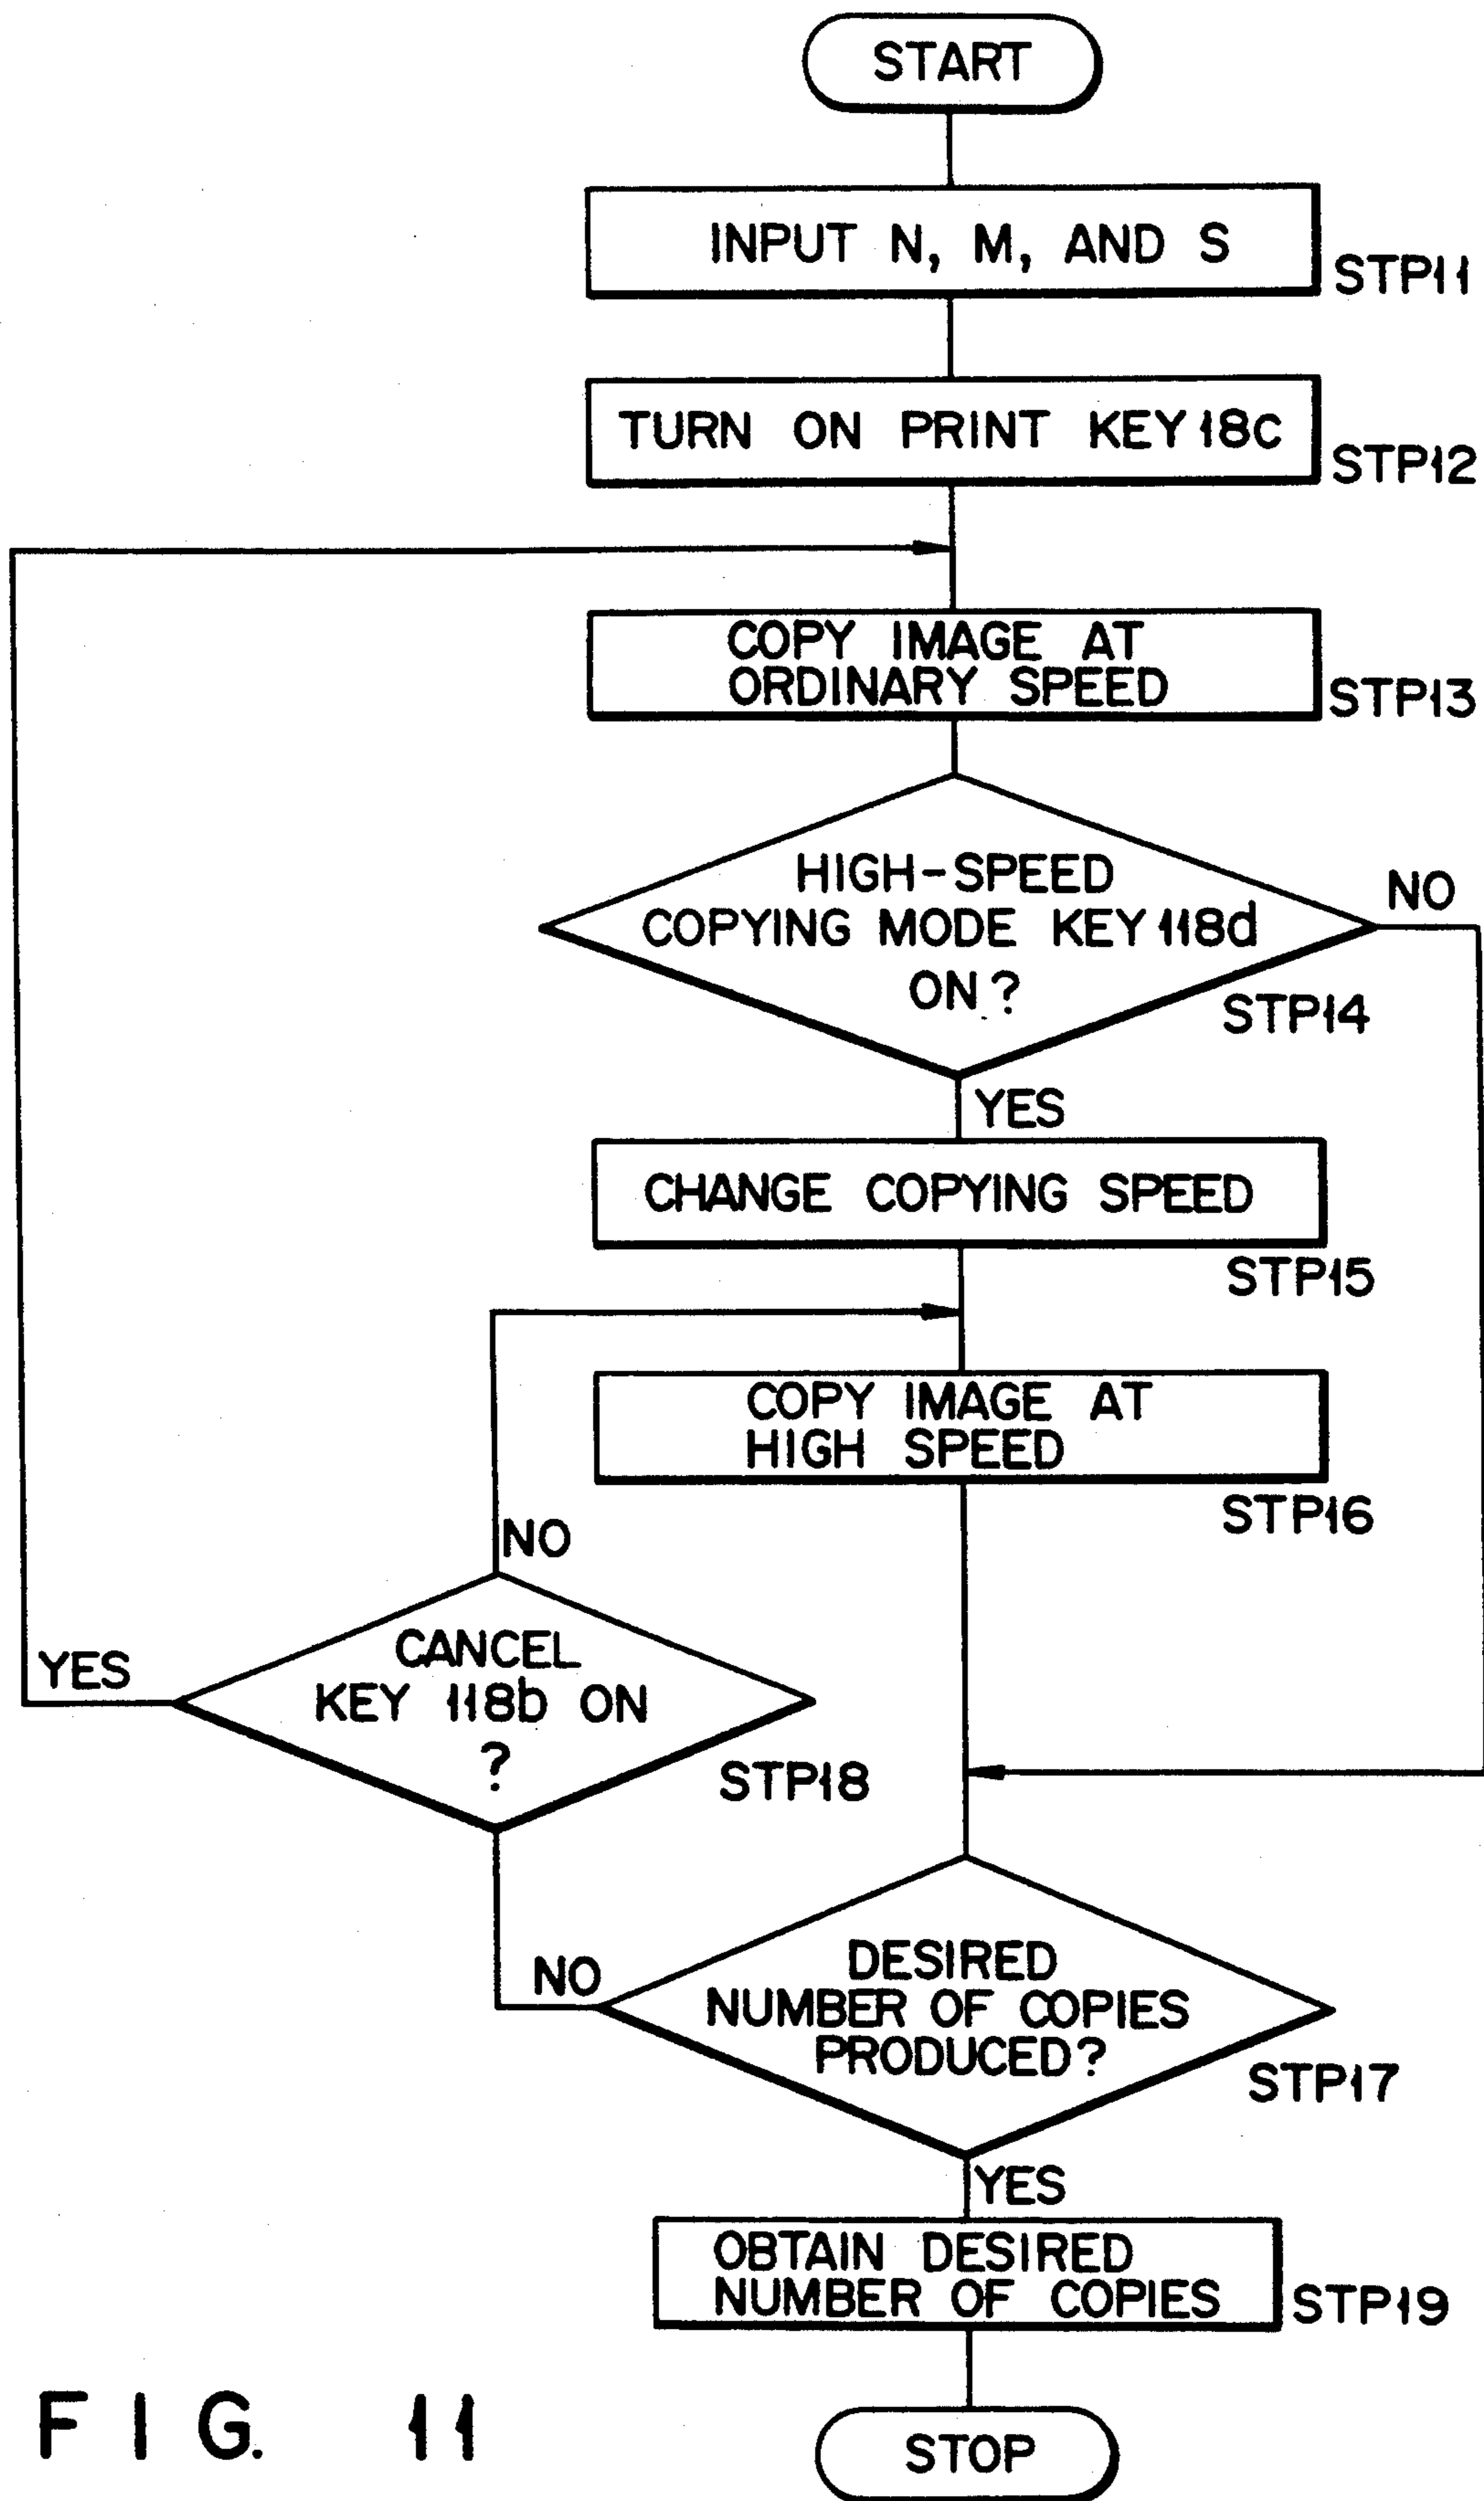 START
INPUT N, M, AND S
STP11
TURN ON PRINT KEY 18c
STP12
COPY IMAGE AT
ORDINARY SPEED
STP13
HIGH-SPEED
COPYING MODE KEY 118d
ON?
NO
STP14
YES
CHANGE COPYING SPEED
STP15
COPY IMAGE AT
HIGH SPEED
STP16
NO
CANCEL
KEY 118b ON
?
YES
STP18
DESIRED
NUMBER OF COPIES
PRODUCED?
NO
STP17
YES
OBTAIN DESIRED
NUMBER OF COPIES
STP19
STOP
FIG. 11